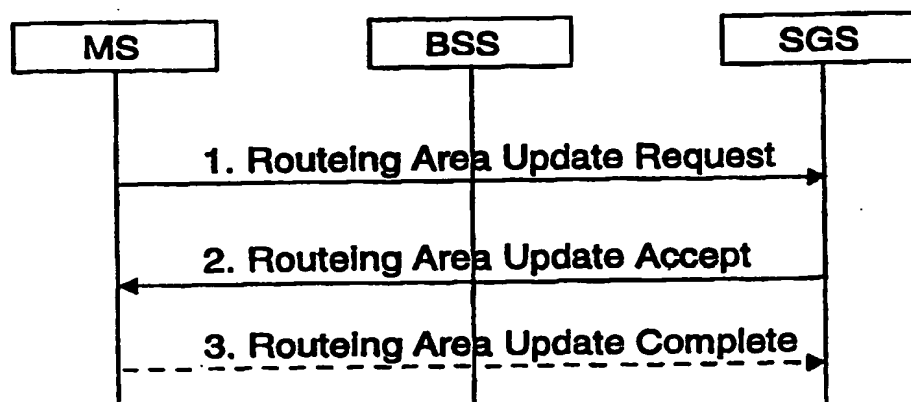 MS BSS SGS
1. Routeing Area Update Request
2. Routeing Area Update Accept
3. Routeing Area Update Complete